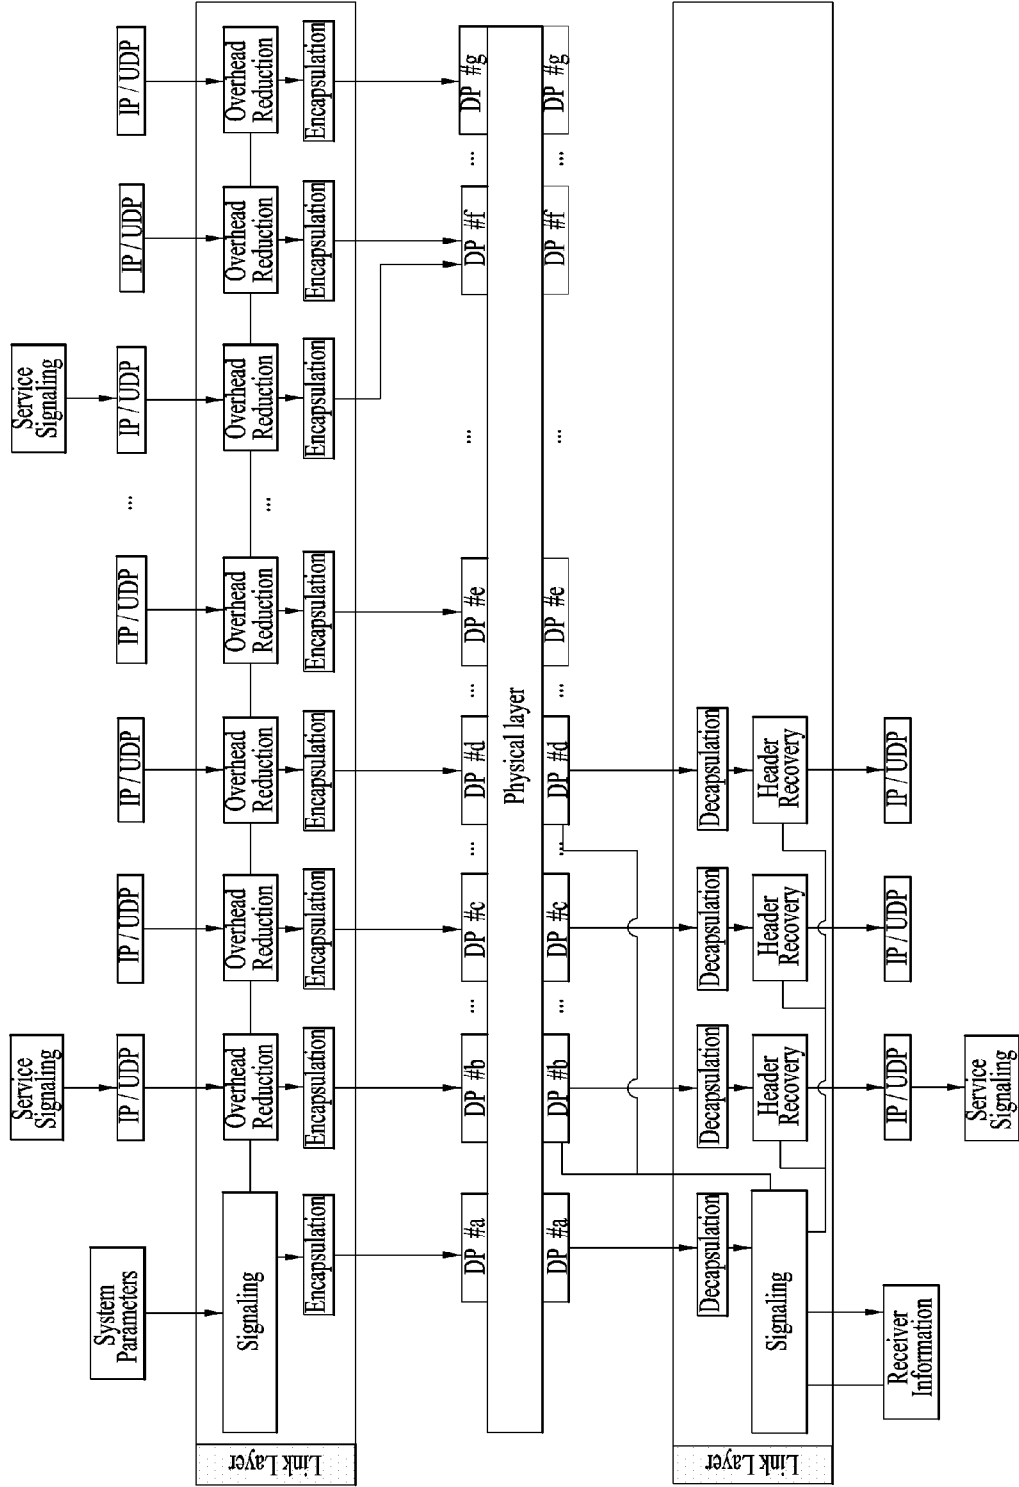 Service
Signaling
Service
Signaling
System
Parameters
IP / UDP
IP / UDP
IP / UDP
IP / UDP
...
IP / UDP
IP / UDP
IP / UDP
Link Layer
Signaling
Overhead
Reduction
Overhead
Reduction
Overhead
Reduction
Overhead
Reduction
...
Overhead
Reduction
Overhead
Reduction
Overhead
Reduction
Encapsulation
Encapsulation
Encapsulation
Encapsulation
Encapsulation
Encapsulation
Encapsulation
Encapsulation
DP #a
DP #b
...
DP #c
...
DP #d
...
DP #e
...
DP #f
...
DP #g
Physical layer
DP #a
DP #b
...
DP #c
...
DP #d
...
DP #e
...
DP #f
...
DP #g
Link Layer
Decapsulation
Decapsulation
Decapsulation
Decapsulation
Signaling
Header
Recovery
Header
Recovery
Header
Recovery
Receiver
Information
IP / UDP
IP / UDP
IP / UDP
Service
Signaling